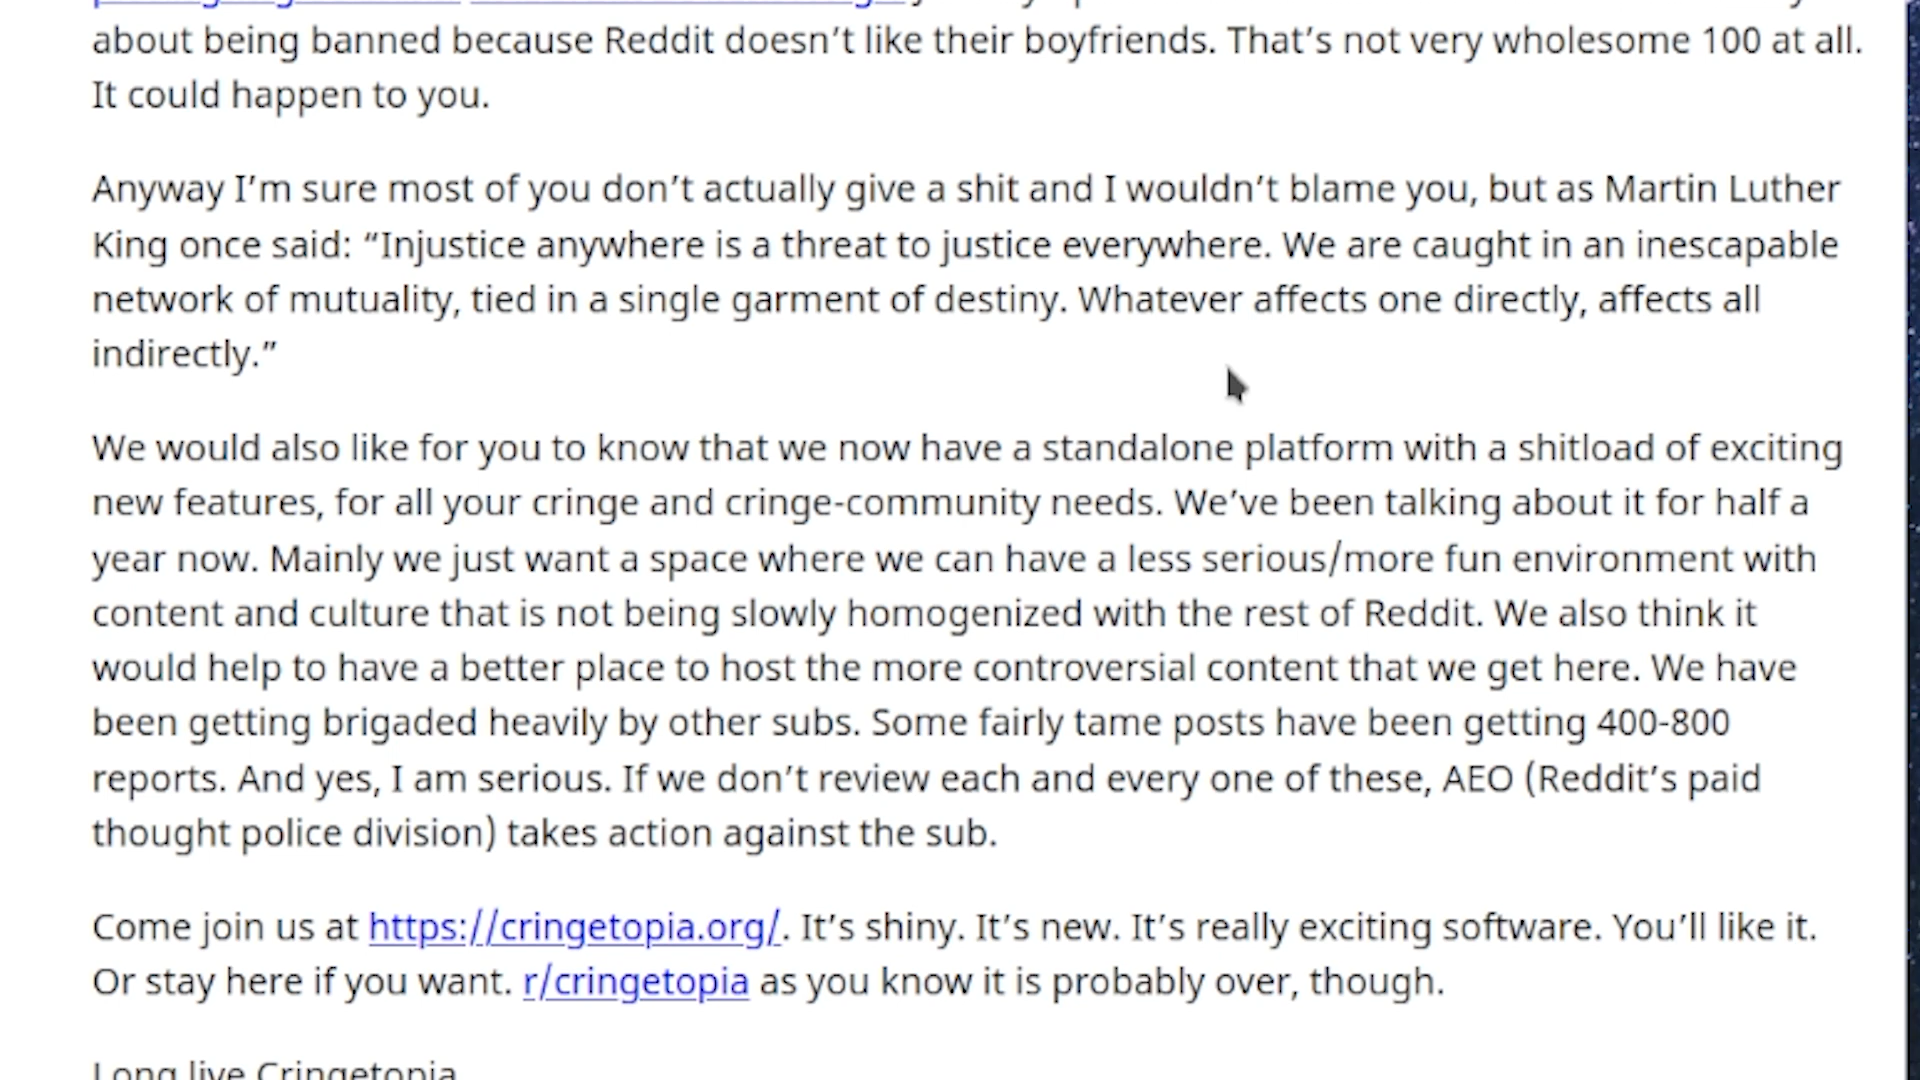 about being banned because Reddit doesn’t like their boyfriends. That’s not very wholesome 100 at all.
It could happen to you.
Anyway I’m sure most of you don’t actually give a shit and I wouldn’t blame you, but as Martin Luther
King once said: “Injustice anywhere is a threat to justice everywhere. We are caught in an inescapable
network of mutuality, tied in a single garment of destiny. Whatever affects one directly, affects all
indirectly.”
We would also like for you to know that we now have a standalone platform with a shitload of exciting
new features, for all your cringe and cringe-community needs. We’ve been talking about it for half a
year now. Mainly we just want a space where we can have a less serious/more fun environment with
content and culture that is not being slowly homogenized with the rest of Reddit. We also think it
would help to have a better place to host the more controversial content that we get here. We have
been getting brigaded heavily by other subs. Some fairly tame posts have been getting 400-800
reports. And yes, I am serious. If we don’t review each and every one of these, AEO (Reddit’s paid
thought police division) takes action against the sub.
Come join us at https://cringetopia.org/. It’s shiny. It’s new. It’s really exciting software. You’ll like it.
Or stay here if you want. r/cringetopia as you know it is probably over, though.
Long live Cringetopia